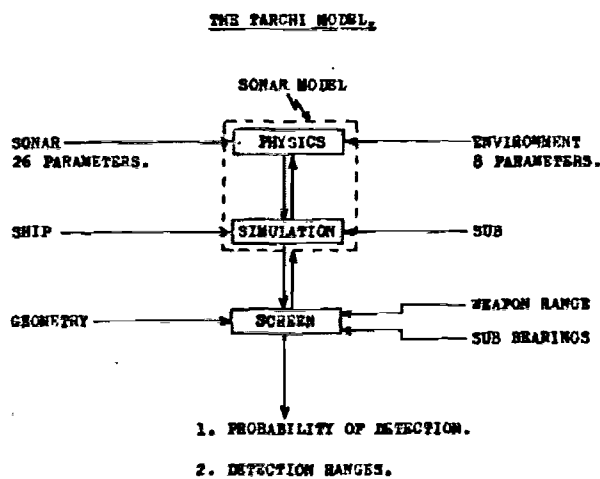 THE TARCHI MODEL.
SONAR MODEL
SONAR
26 PARAMETERS.
PHYSICS
ENVIRONMENT
8 PARAMETERS.
SHIP
SIMULATION
SUB
GEOMETRY
SCREEN
WEAPON RANGE
SUB BEARINGS
1. PROBABILITY OF DETECTION.
2. DETECTION RANGES.